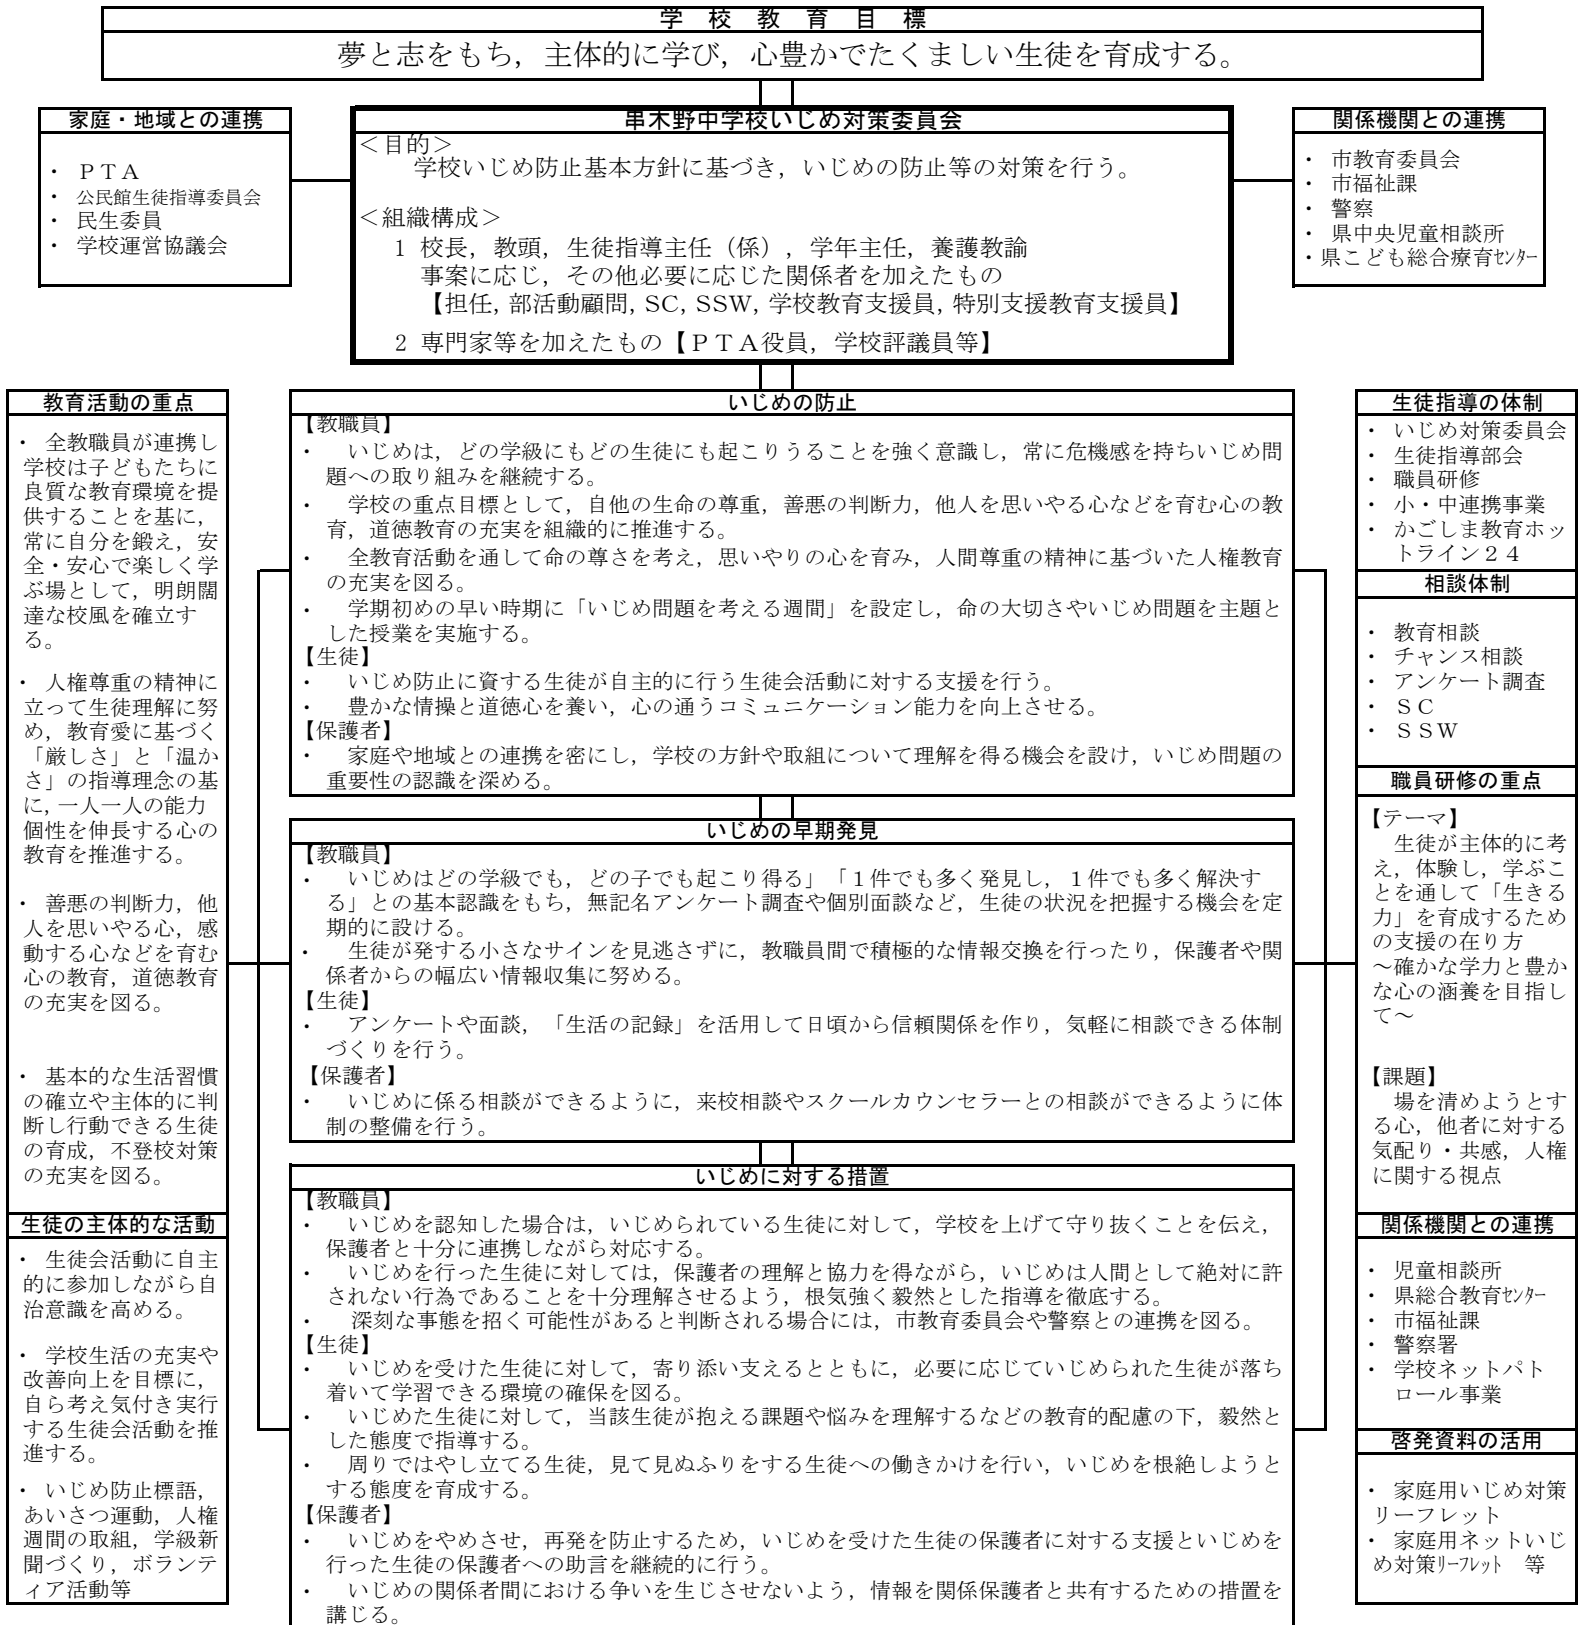 学 校 教 育 目 標
夢と志をもち，主体的に学び，心豊かでたくましい生徒を育成する。
家庭・地域との連携
・ ＰＴＡ
・ 公民館生徒指導委員会
・ 民生委員
・ 学校運営協議会
串木野中学校いじめ対策委員会
＜目的＞
学校いじめ防止基本方針に基づき，いじめの防止等の対策を行う。
＜組織構成＞
1 校長，教頭，生徒指導主任（係），学年主任，養護教諭
事案に応じ，その他必要に応じた関係者を加えたもの
【担任，部活動顧問，SC，SSW，学校教育支援員，特別支援教育支援員】
2 専門家等を加えたもの【ＰＴＡ役員，学校評議員等】
関係機関との連携
・ 市教育委員会
・ 市福祉課
・ 警察
・ 県中央児童相談所
・県こども総合療育ｾﾝﾀｰ
教育活動の重点
・ 全教職員が連携し
学校は子どもたちに
良質な教育環境を提
供することを基に，
常に自分を鍛え，安
全・安心で楽しく学
ぶ場として，明朗闊
達な校風を確立す
る。
・ 人権尊重の精神に
立って生徒理解に努
め，教育愛に基づく
「厳しさ」と「温か
さ」の指導理念の基
に，一人一人の能力
個性を伸長する心の
教育を推進する。
・ 善悪の判断力，他
人を思いやる心，感
動する心などを育む
心の教育，道徳教育
の充実を図る。
・ 基本的な生活習慣
の確立や主体的に判
断し行動できる生徒
の育成，不登校対策
の充実を図る。
生徒の主体的な活動
・ 生徒会活動に自主
的に参加しながら自
治意識を高める。
・ 学校生活の充実や
改善向上を目標に，
自ら考え気付き実行
する生徒会活動を推
進する。
・ いじめ防止標語，
あいさつ運動，人権
週間の取組，学級新
聞づくり，ボランテ
ィア活動等
いじめの防止
【教職員】
・ いじめは，どの学級にもどの生徒にも起こりうることを強く意識し，常に危機感を持ちいじめ問
題への取り組みを継続する。
・ 学校の重点目標として，自他の生命の尊重，善悪の判断力，他人を思いやる心などを育む心の教
育，道徳教育の充実を組織的に推進する。
・ 全教育活動を通して命の尊さを考え，思いやりの心を育み，人間尊重の精神に基づいた人権教育
の充実を図る。
・ 学期初めの早い時期に「いじめ問題を考える週間」を設定し，命の大切さやいじめ問題を主題と
した授業を実施する。
【生徒】
・ いじめ防止に資する生徒が自主的に行う生徒会活動に対する支援を行う。
・ 豊かな情操と道徳心を養い，心の通うコミュニケーション能力を向上させる。
【保護者】
・ 家庭や地域との連携を密にし，学校の方針や取組について理解を得る機会を設け，いじめ問題の
重要性の認識を深める。
いじめの早期発見
【教職員】
・ いじめはどの学級でも，どの子でも起こり得る」「１件でも多く発見し，１件でも多く解決す
る」との基本認識をもち，無記名アンケート調査や個別面談など，生徒の状況を把握する機会を定
期的に設ける。
・ 生徒が発する小さなサインを見逃さずに，教職員間で積極的な情報交換を行ったり，保護者や関
係者からの幅広い情報収集に努める。
【生徒】
・ アンケートや面談，「生活の記録」を活用して日頃から信頼関係を作り，気軽に相談できる体制
づくりを行う。
【保護者】
・ いじめに係る相談ができるように，来校相談やスクールカウンセラーとの相談ができるように体
制の整備を行う。
いじめに対する措置
【教職員】
・ いじめを認知した場合は，いじめられている生徒に対して，学校を上げて守り抜くことを伝え，
保護者と十分に連携しながら対応する。
・ いじめを行った生徒に対しては，保護者の理解と協力を得ながら，いじめは人間として絶対に許
されない行為であることを十分理解させるよう，根気強く毅然とした指導を徹底する。
・ 深刻な事態を招く可能性があると判断される場合には，市教育委員会や警察との連携を図る。
【生徒】
・ いじめを受けた生徒に対して，寄り添い支えるとともに，必要に応じていじめられた生徒が落ち
着いて学習できる環境の確保を図る。
・ いじめた生徒に対して，当該生徒が抱える課題や悩みを理解するなどの教育的配慮の下，毅然と
した態度で指導する。
・ 周りではやし立てる生徒，見て見ぬふりをする生徒への働きかけを行い，いじめを根絶しようと
する態度を育成する。
【保護者】
・ いじめをやめさせ，再発を防止するため，いじめを受けた生徒の保護者に対する支援といじめを
行った生徒の保護者への助言を継続的に行う。
・ いじめの関係者間における争いを生じさせないよう，情報を関係保護者と共有するための措置を
講じる。
生徒指導の体制
・ いじめ対策委員会
・ 生徒指導部会
・ 職員研修
・ 小・中連携事業
・ かごしま教育ホッ
トライン２４
相談体制
・ 教育相談
・ チャンス相談
・ アンケート調査
・ ＳＣ
・ ＳＳＷ
職員研修の重点
【テーマ】
生徒が主体的に考
え，体験し，学ぶこ
とを通して「生きる
力」を育成するため
の支援の在り方
～確かな学力と豊か
な心の涵養を目指し
て～
【課題】
場を清めようとす
る心，他者に対する
気配り・共感，人権
に関する視点
関係機関との連携
・ 児童相談所
・ 県総合教育ｾﾝﾀｰ
・ 市福祉課
・ 警察署
・ 学校ネットパト
ロール事業
啓発資料の活用
・ 家庭用いじめ対策
リーフレット
・ 家庭用ネットいじ
め対策ﾘｰﾌﾚｯﾄ 等